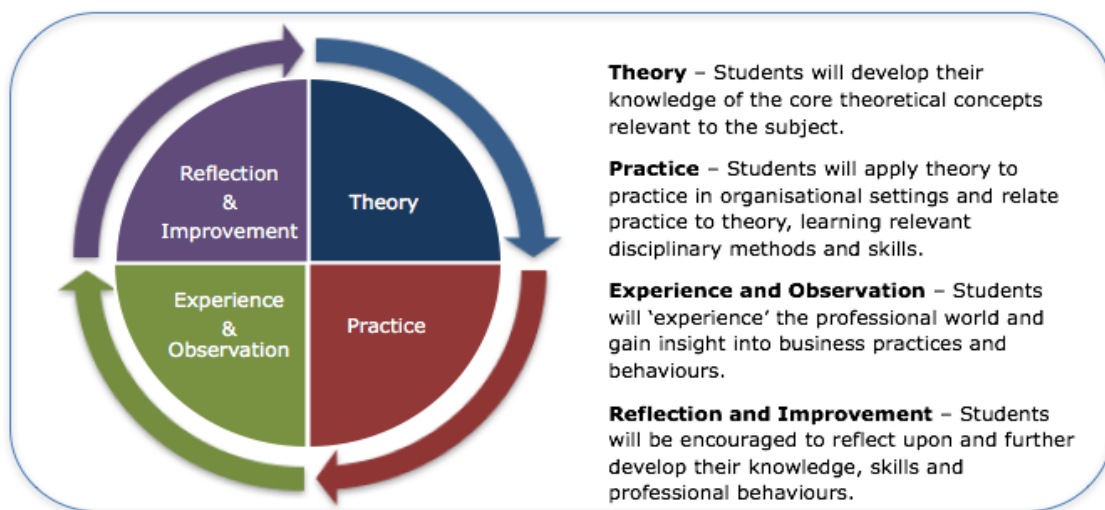 Reflection
&
Improvement
Theory
Experience
&
Observation
Practice
Theory – Students will develop their
knowledge of the core theoretical concepts
relevant to the subject.
Practice – Students will apply theory to
practice in organisational settings and relate
practice to theory, learning relevant
disciplinary methods and skills.
Experience and Observation – Students
will ‘experience’ the professional world and
gain insight into business practices and
behaviours.
Reflection and Improvement – Students
will be encouraged to reflect upon and further
develop their knowledge, skills and
professional behaviours.